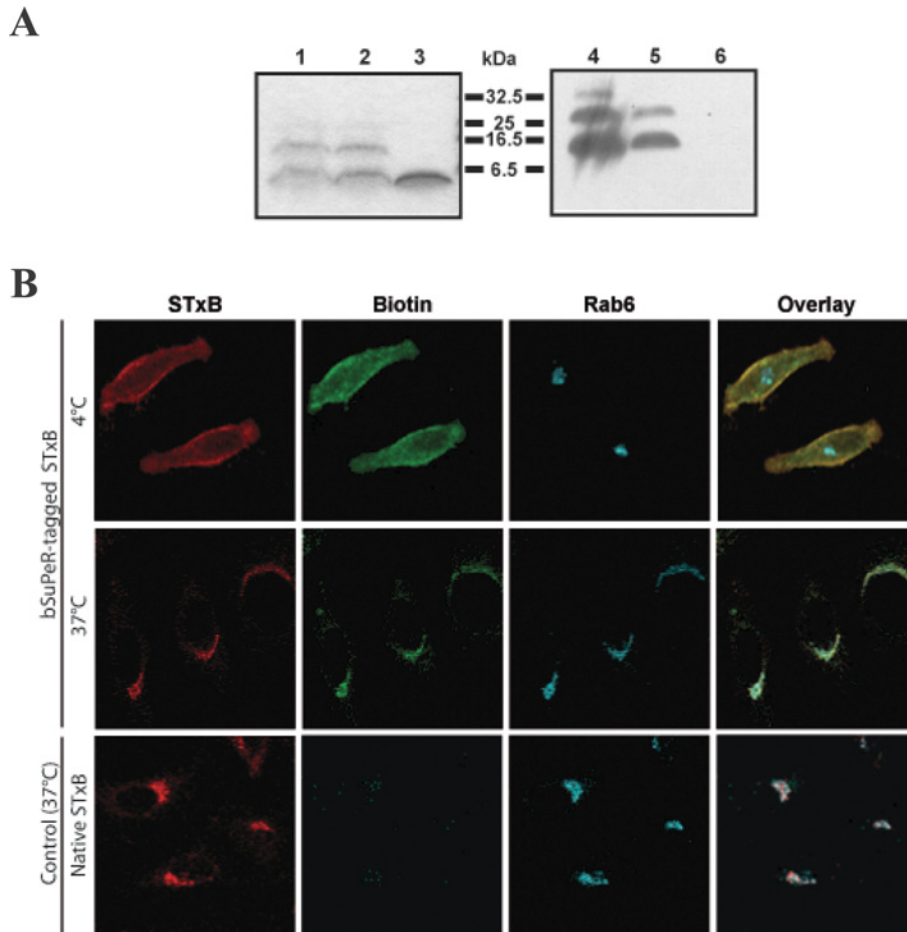 A
1 2 3 kDa 4 5 6
32.5
25
16.5
6.5
B
STxB Biotin Rab6 Overlay
bSuPeR-tagged STxB
4°C
37°C
Control (37°C)
Native STxB